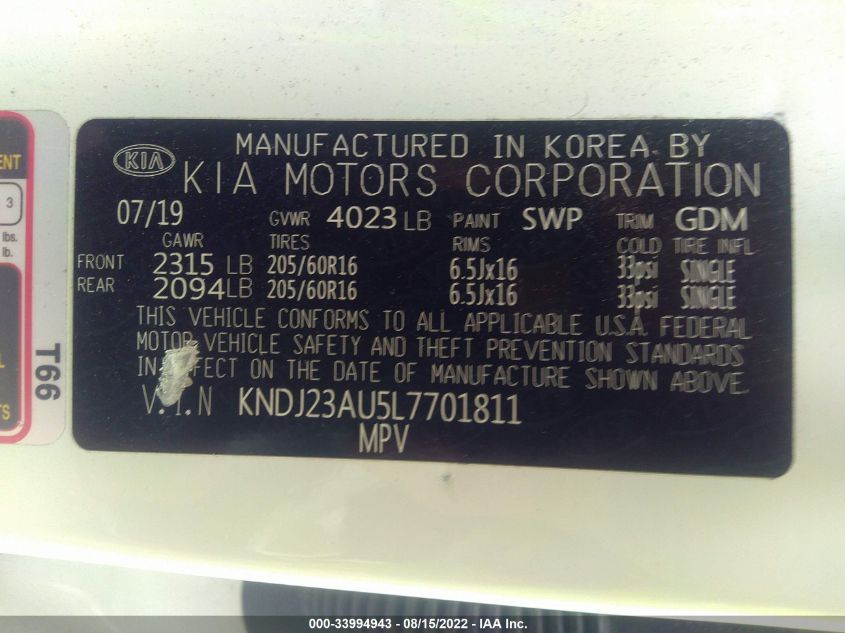 MANUFACTURED IN KOREA BY
KIA KIA MOTORS CORPORATION
07/19 GVWR 4023 LB PAINT SWP TRIM GDM
GAWR TIRES RIMS COLD TIRE INFL
FRONT 2315 LB 205/60R16 6.5Jx16 33psi SINGLE
REAR 2094 LB 205/60R16 6.5Jx16 33psi SINGLE
THIS VEHICLE CONFORMS TO ALL APPLICABLE U.S.A. FEDERAL
MOTOR VEHICLE SAFETY AND THEFT PREVENTION STANDARDS
IN EFFECT ON THE DATE OF MANUFACTURE SHOWN ABOVE.
V.I.N KNDJ23AU5L7701811
MPV
3
lbs.
lb.
T66
000-33994943 - 08/15/2022 - IAA Inc.